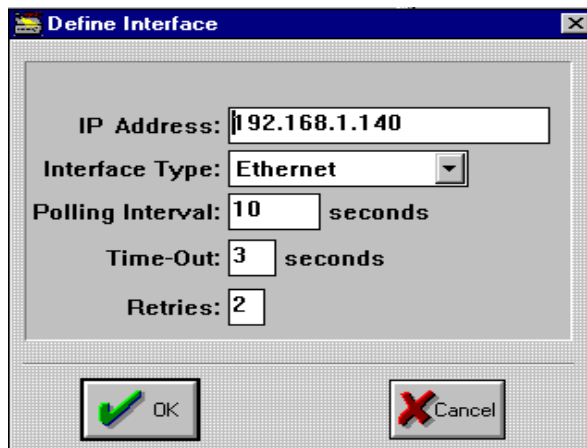 Define Interface
IP Address: 192.168.1.140
Interface Type: Ethernet
Polling Interval: 10 seconds
Time-Out: 3 seconds
Retries: 2
OK Cancel